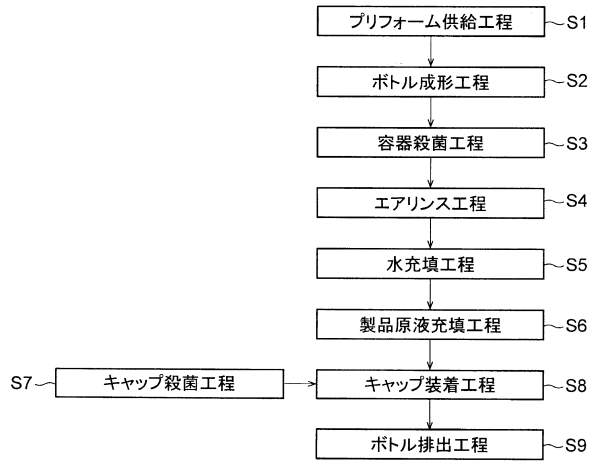 プリフォーム供給工程 S1
ボトル成形工程 S2
容器殺菌工程 S3
エアリンス工程 S4
水充填工程 S5
製品原液充填工程 S6
S7 キャップ殺菌工程 キャップ装着工程 S8
ボトル排出工程 S9